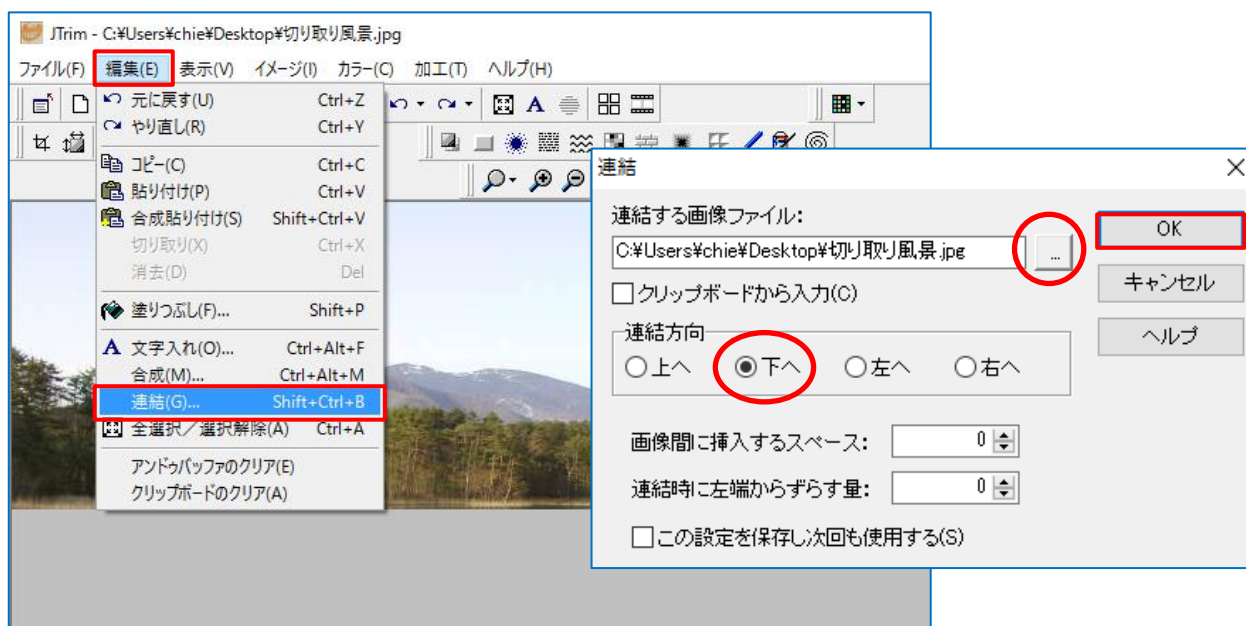 JTrim - C:¥Users¥chie¥Desktop¥切り取り風景.jpg
ファイル(F) 編集(E) 表示(V) イメージ(I) カラー(C) 加工(T) ヘルプ(H)
元に戻す(U) Ctrl+Z
やり直し(R) Ctrl+Y
コピー(C) Ctrl+C
貼り付け(P) Ctrl+V
合成貼り付け(S) Shift+Ctrl+V
切り取り(X) Ctrl+X
消去(D) Del
塗りつぶし(F)... Shift+P
A 文字入れ(O)... Ctrl+Alt+F
合成(M)... Ctrl+Alt+M
連結(G)... Shift+Ctrl+B
全選択／選択解除(A) Ctrl+A
アンドゥバッファのクリア(E)
クリップボードのクリア(A)
A
連結
連結する画像ファイル:
C:¥Users¥chie¥Desktop¥切り取り風景.jpg ...
クリップボードから入力(C)
連結方向
上へ 下へ 左へ 右へ
画像間に挿入するスペース: 0
連結時に左端からずらす量: 0
この設定を保存し次回も使用する(S)
OK
キャンセル
ヘルプ